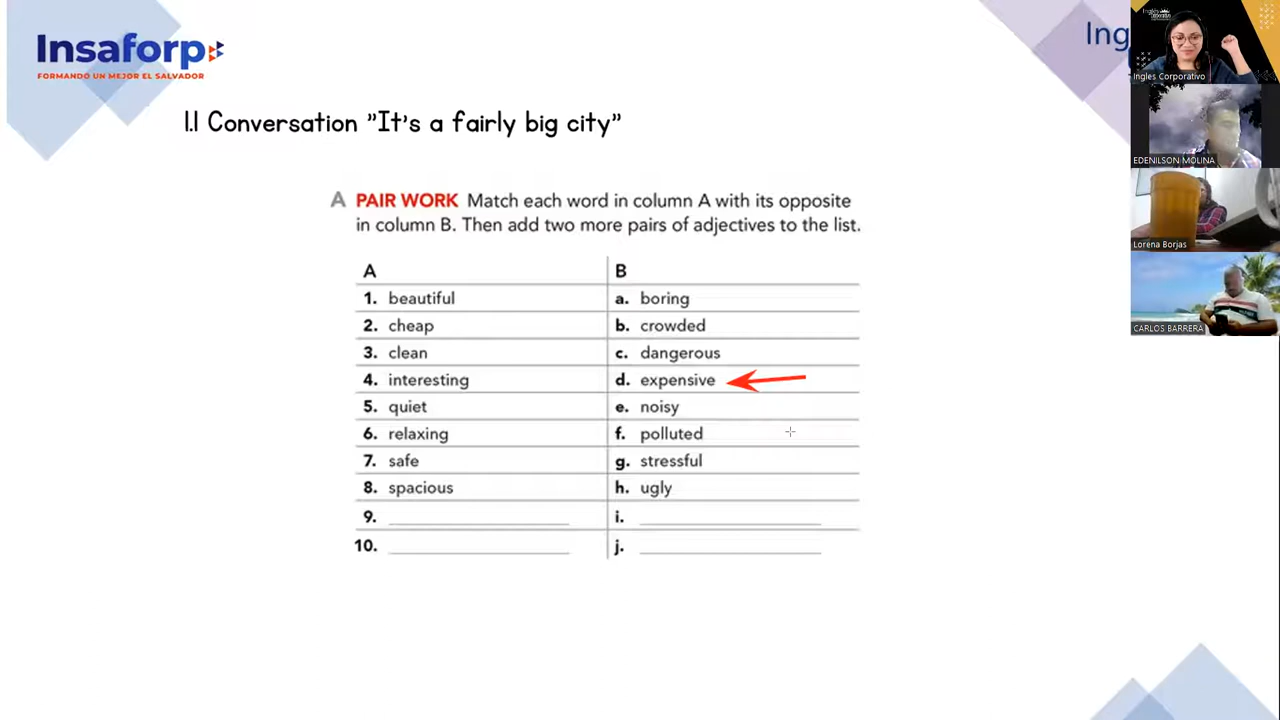 Insaforp
FORMANDO UN MEJOR EL SALVADOR
Ing
1.1 Conversation "It's a fairly big city"
A PAIR WORK Match each word in column A with its opposite
in column B. Then add two more pairs of adjectives to the list.
A B
1. beautiful a. boring
2. cheap b. crowded
3. clean c. dangerous
4. interesting d. expensive
5. quiet e. noisy
6. relaxing f. polluted
7. safe g. stressful
8. spacious h. ugly
9. i.
10. j.
Ingles Corporativo
EDENILSON MOLINA
Lorena Borjas
CARLOS BARRERA